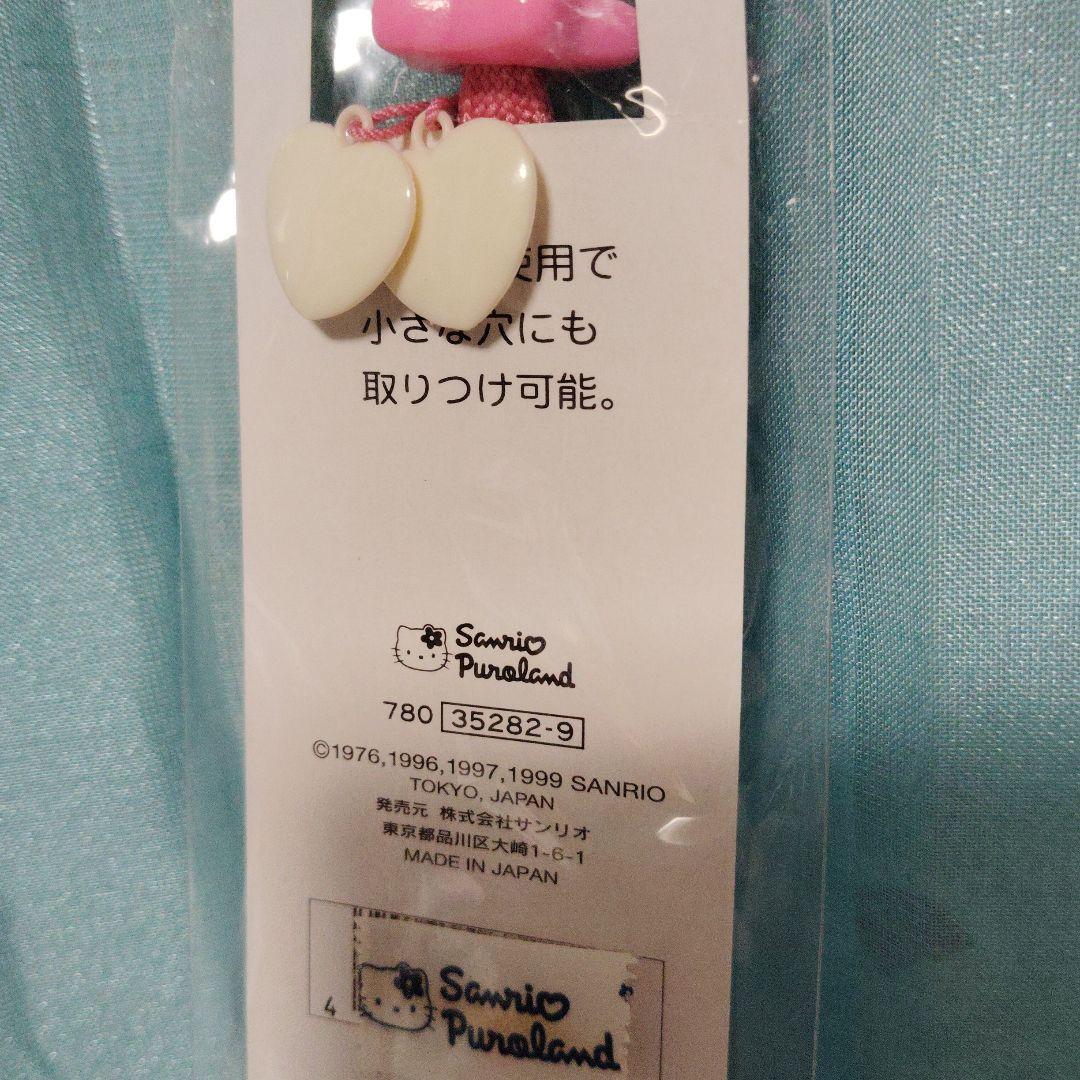 使用で
小さな穴にも
取りつけ可能。
Sanrio
Puroland
780 35282-9
©1976,1996,1997,1999 SANRIO
TOKYO, JAPAN
発売元 株式会社サンリオ
東京都品川区大崎1-6-1
MADE IN JAPAN
4
Sanrio
Puroland